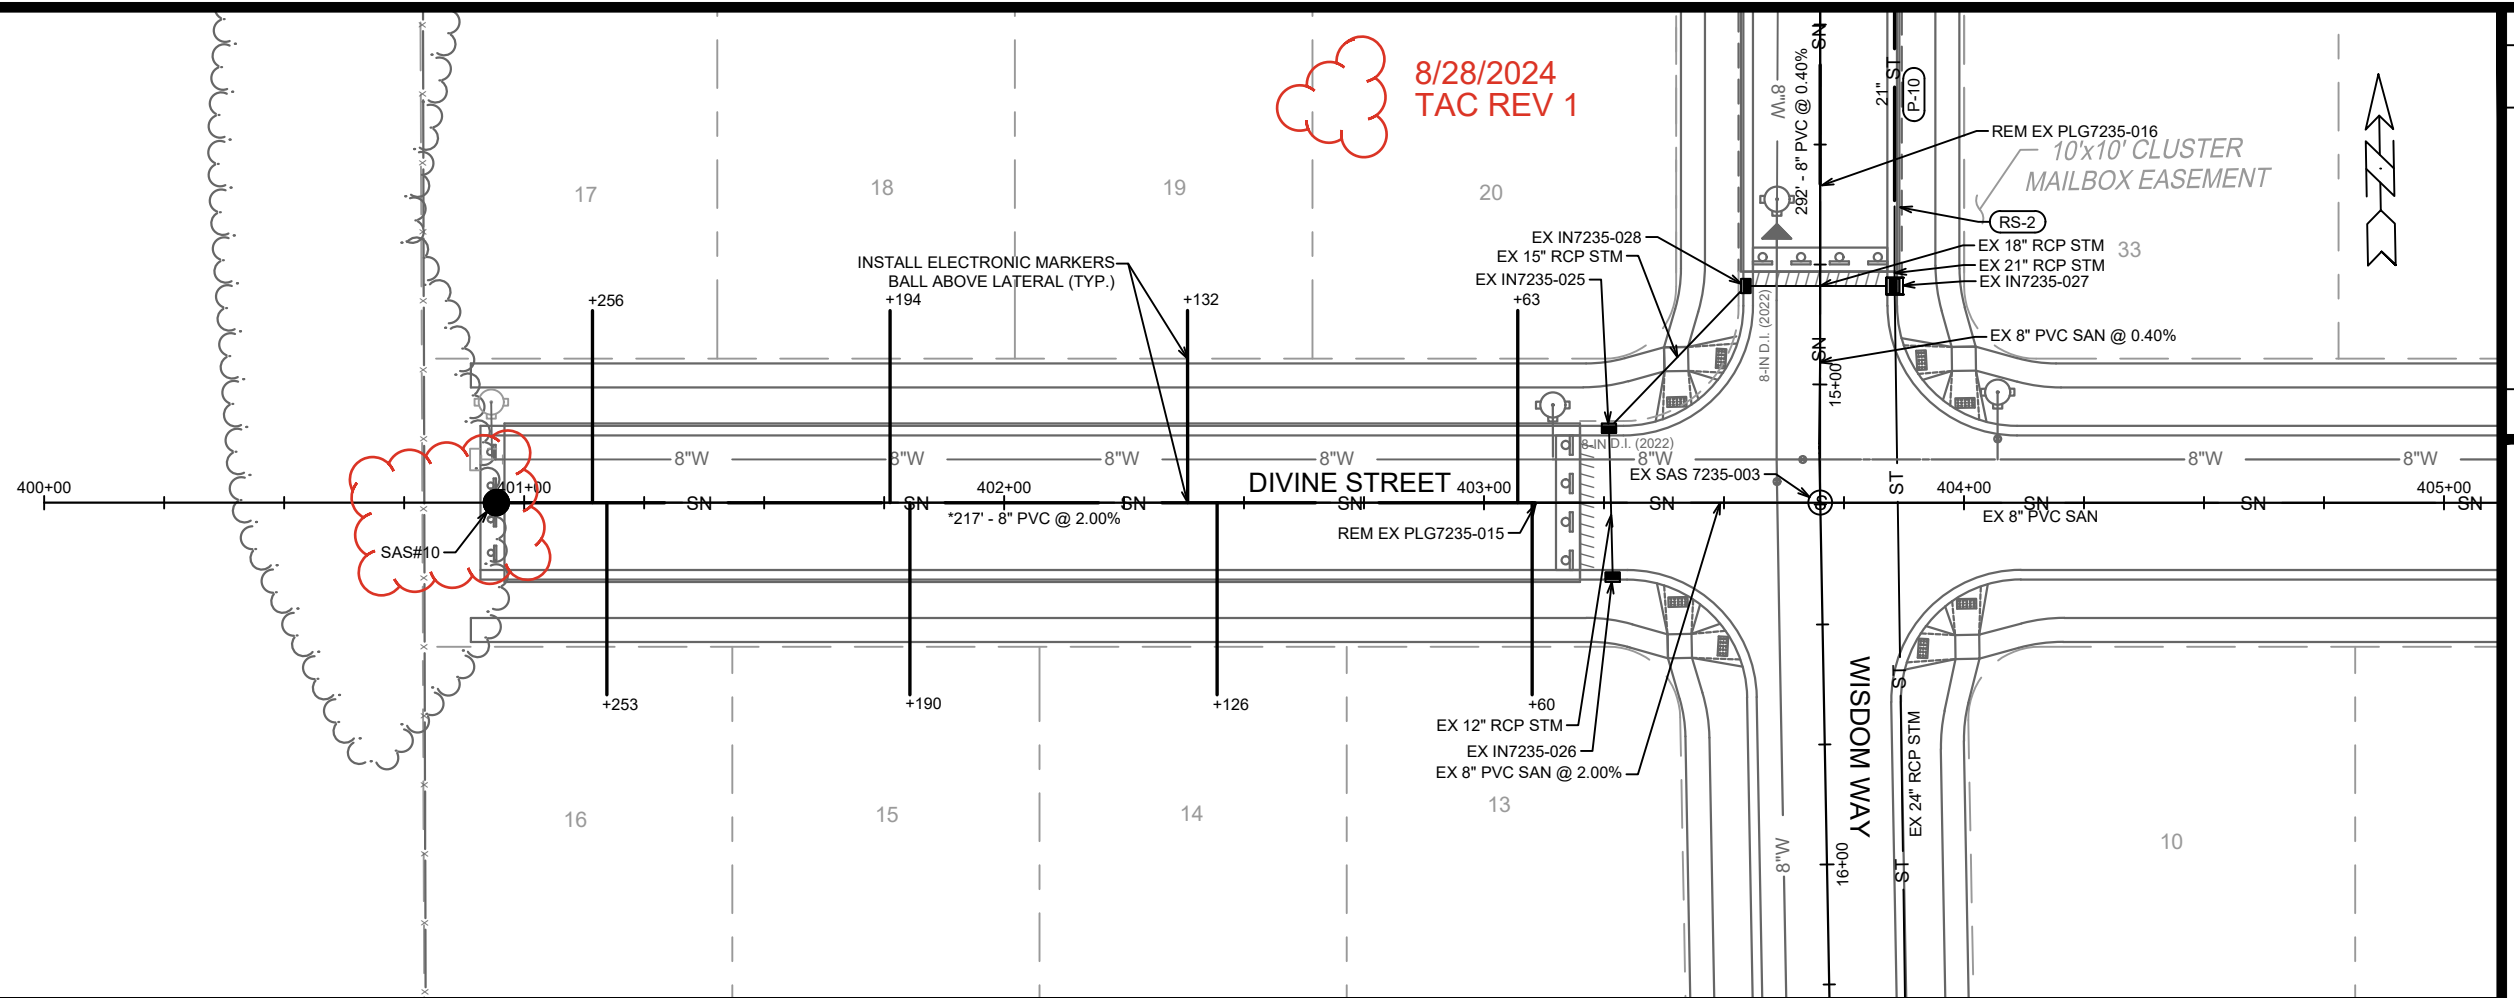 8/28/2024
TAC REV 1
17
18
19
20
33
8"W
292' - 8" PVC @ 0.40%
SN
21"
ST
P-10
REM EX PLG7235-016
10'x10' CLUSTER
MAILBOX EASEMENT
RS-2
EX IN7235-028
EX 15" RCP STM
EX IN7235-025
EX 18" RCP STM
EX 21" RCP STM
EX IN7235-027
INSTALL ELECTRONIC MARKERS
BALL ABOVE LATERAL (TYP.)
+256
+194
+132
+63
8-IN D.I. (2022)
SN
EX 8" PVC SAN @ 0.40%
15+00
8-IN D.I. (2022)
8"W
8"W
8"W
8"W
8"W
8"W
8"W
DIVINE STREET
EX SAS 7235-003
ST
400+00
401+00
402+00
403+00
404+00
405+00
SN
SN
SN
SN
SN
SN
SN
SN
SN
*217' - 8" PVC @ 2.00%
REM EX PLG7235-015
EX 8" PVC SAN
SAS#10
+253
+190
+126
+60
EX 12" RCP STM
EX IN7235-026
EX 8" PVC SAN @ 2.00%
ST
WISDOM WAY
EX 24" RCP STM
16
15
14
13
10
8"W
16+00
ST